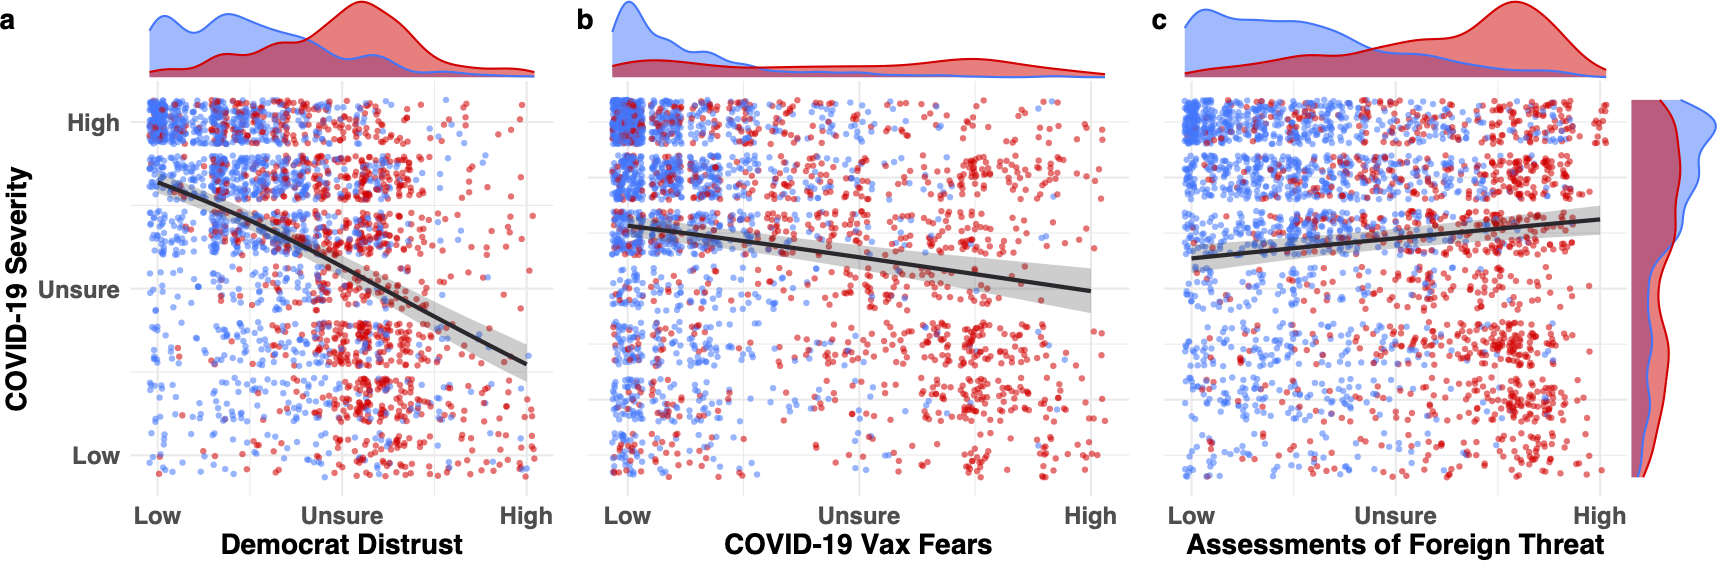 a
b
c
COVID-19 Severity
High
Unsure
Low
Low Unsure High
Low Unsure High
Low Unsure High
Democrat Distrust
COVID-19 Vax Fears
Assessments of Foreign Threat